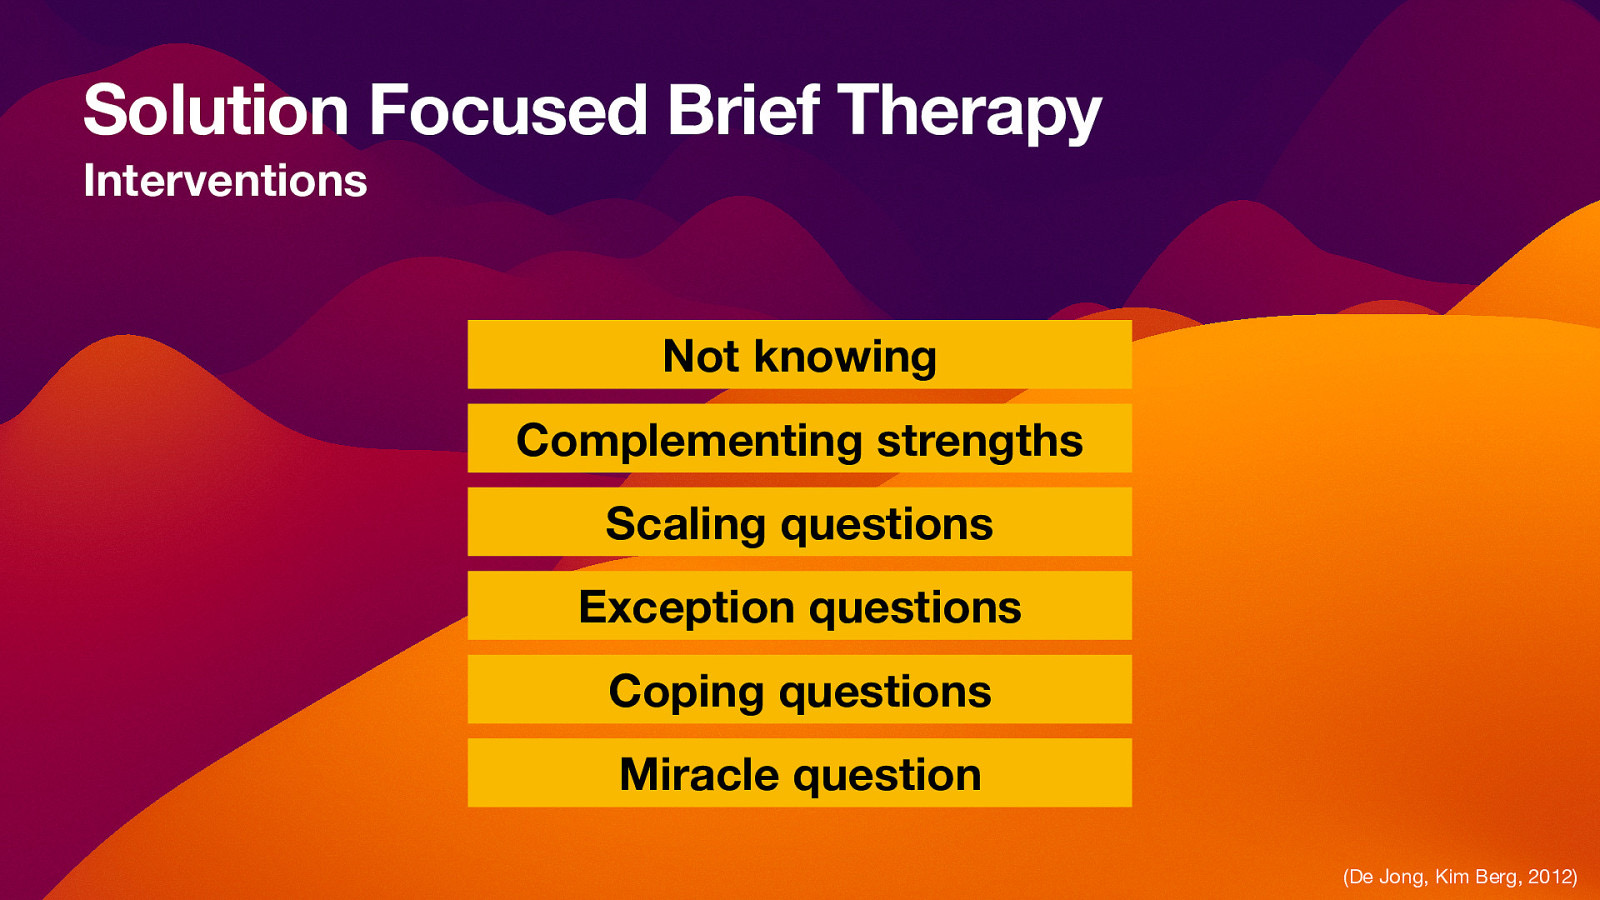 Solution Focused Brief Therapy
Interventions
Not knowing
Complementing strengths
Scaling questions
Exception questions
Coping questions
Miracle question
(De Jong, Kim Berg, 2012)